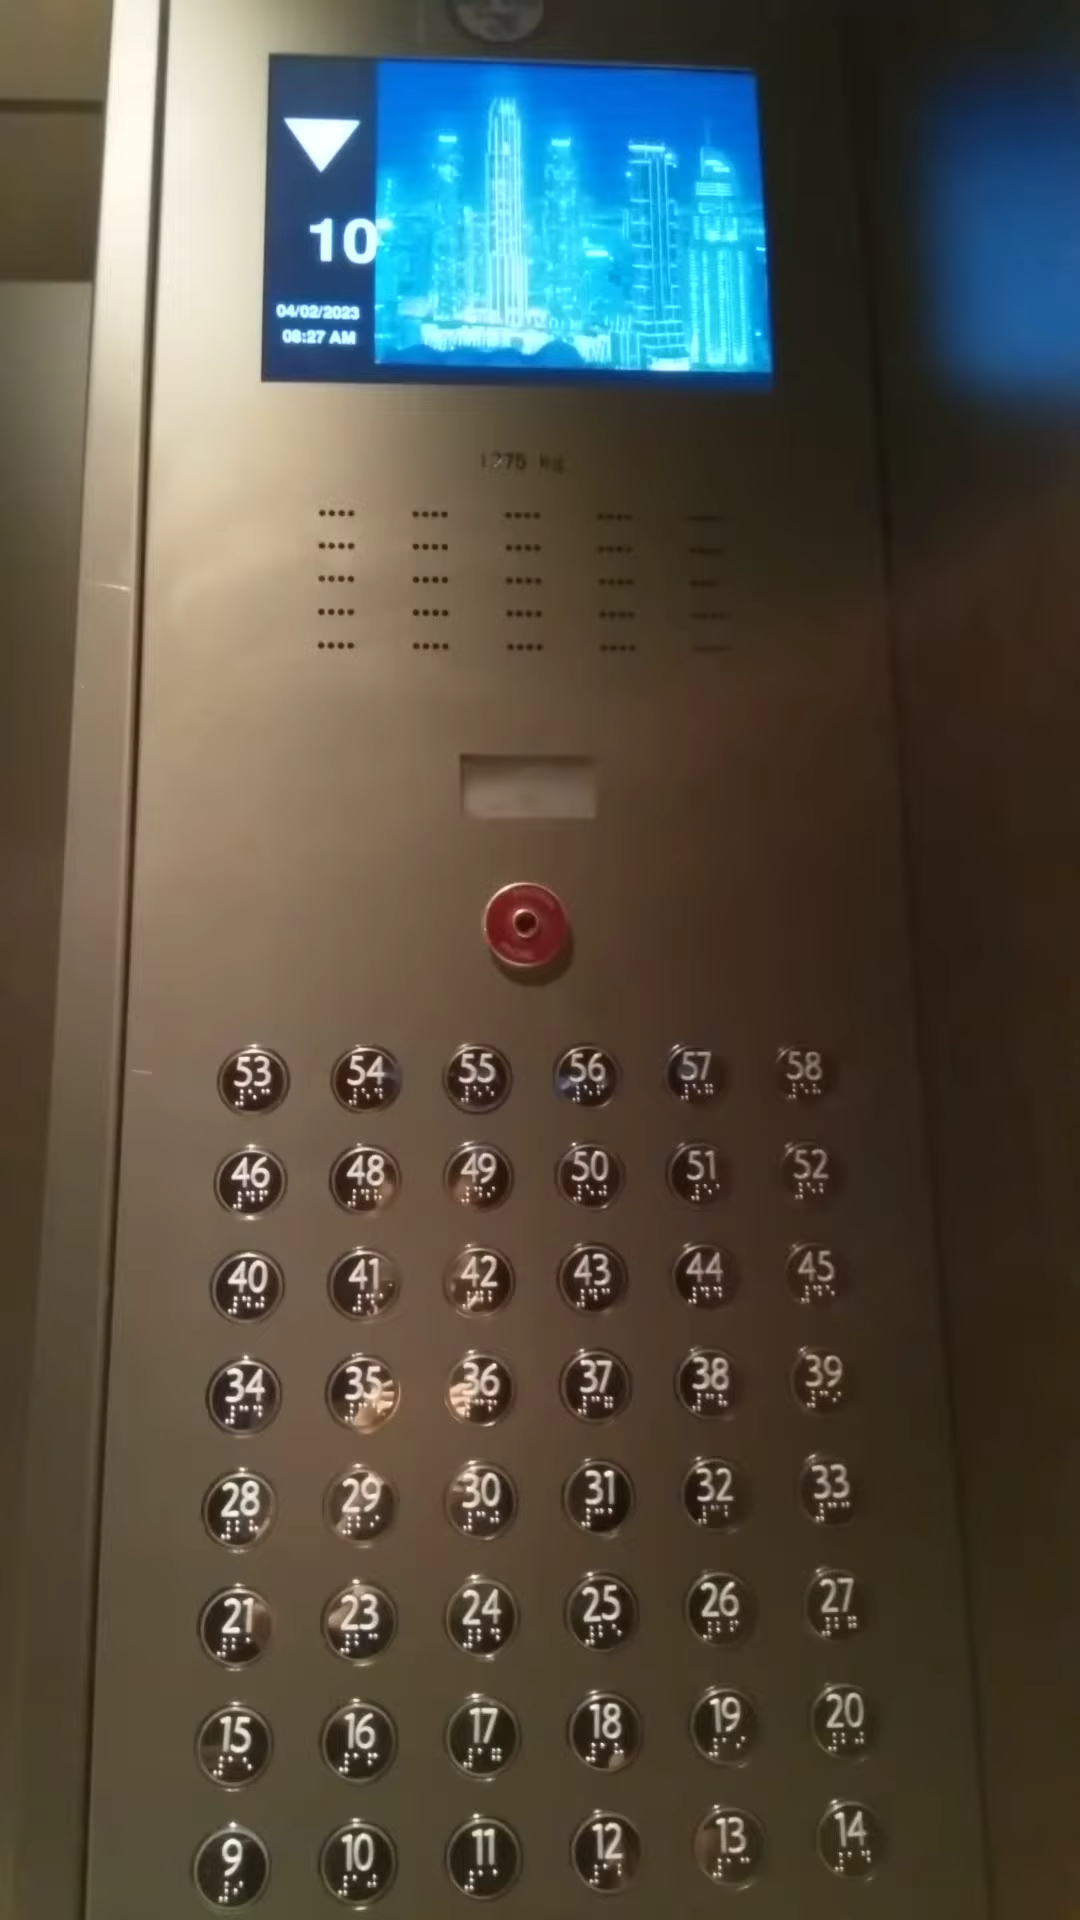 10
04/02/2023
08:27 AM
1275 kg
53 54 55 56 57 58
46 48 49 50 51 52
40 41 42 43 44 45
34 35 36 37 38 39
28 29 30 31 32 33
21 23 24 25 26 27
15 16 17 18 19 20
9 10 11 12 13 14